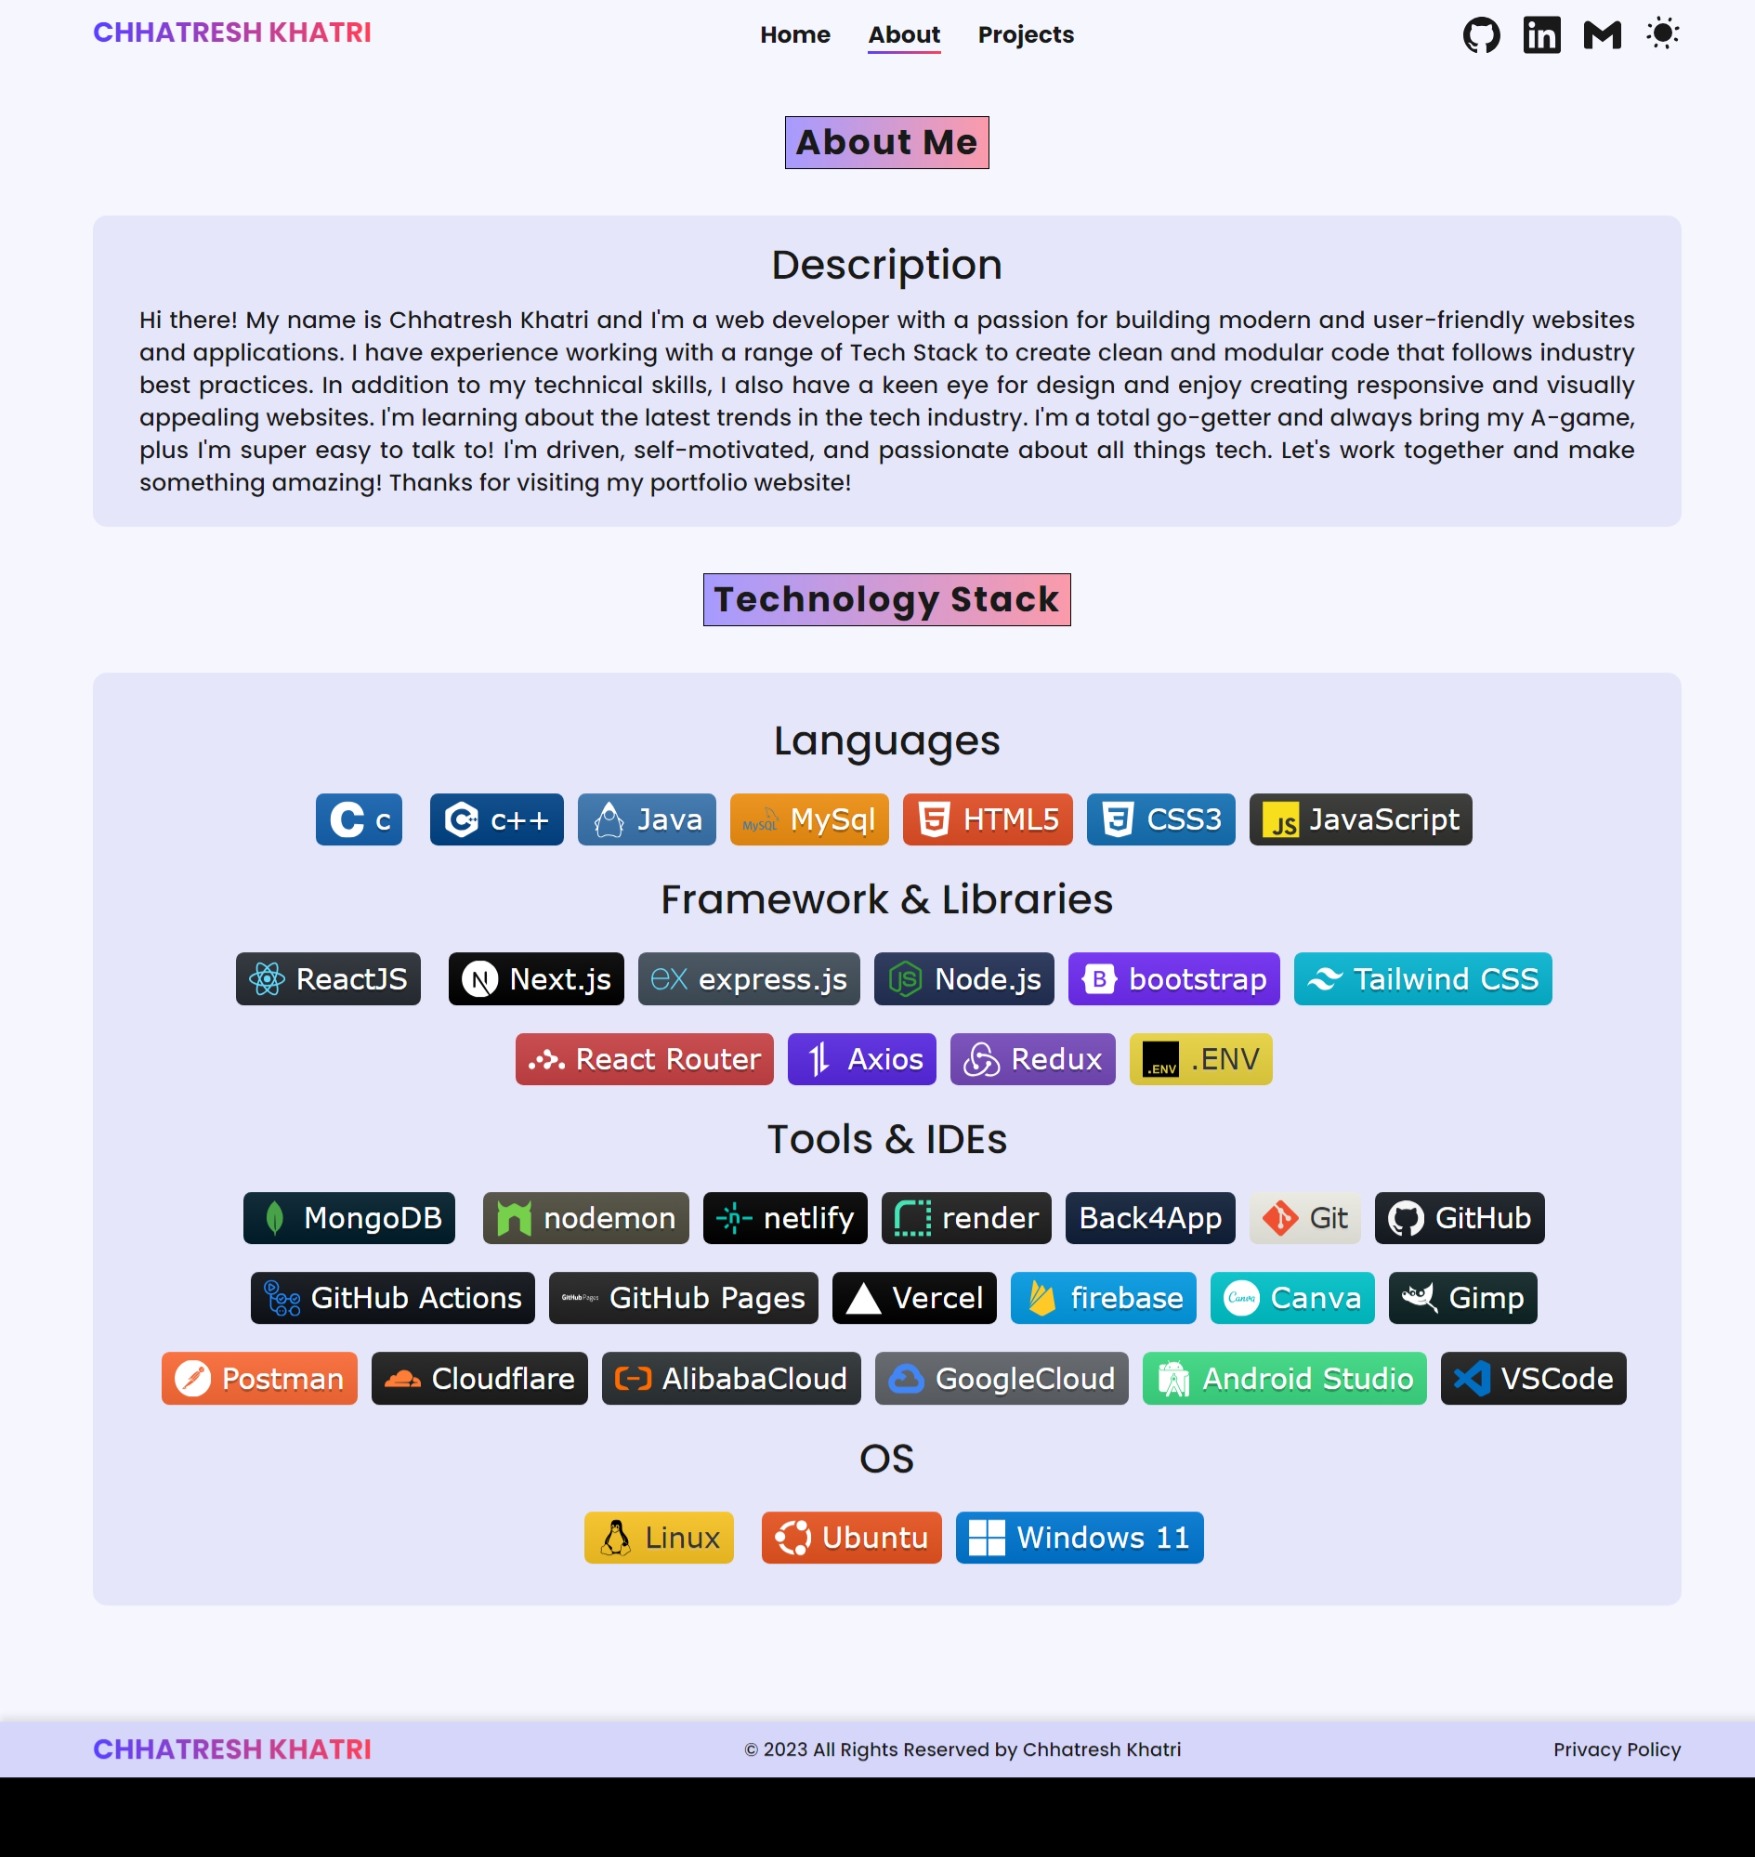 CHHATRESH KHATRI Home About Projects
About Me
Description
Hi there! My name is Chhatresh Khatri and I'm a web developer with a passion for building modern and user-friendly websites
and applications. I have experience working with a range of Tech Stack to create clean and modular code that follows industry
best practices. In addition to my technical skills, I also have a keen eye for design and enjoy creating responsive and visually
appealing websites. I'm learning about the latest trends in the tech industry. I'm a total go-getter and always bring my A-game,
plus I'm super easy to talk to! I'm driven, self-motivated, and passionate about all things tech. Let's work together and make
something amazing! Thanks for visiting my portfolio website!
Technology Stack
Languages
C c C++ c++ Java MySQL MySql 5 HTML5 3 CSS3 JS JavaScript
Framework & Libraries
ReactJS N Next.js ex express.js JS Node.js B bootstrap Tailwind CSS
React Router Axios Redux .ENV .ENV
Tools & IDEs
MongoDB nodemon netlify render Back4App Git GitHub
GitHub Actions GitHub Pages GitHub Pages Vercel firebase Canva Canva Gimp
Postman Cloudflare AlibabaCloud GoogleCloud Android Studio VSCode
OS
Linux Ubuntu Windows 11
CHHATRESH KHATRI © 2023 All Rights Reserved by Chhatresh Khatri Privacy Policy